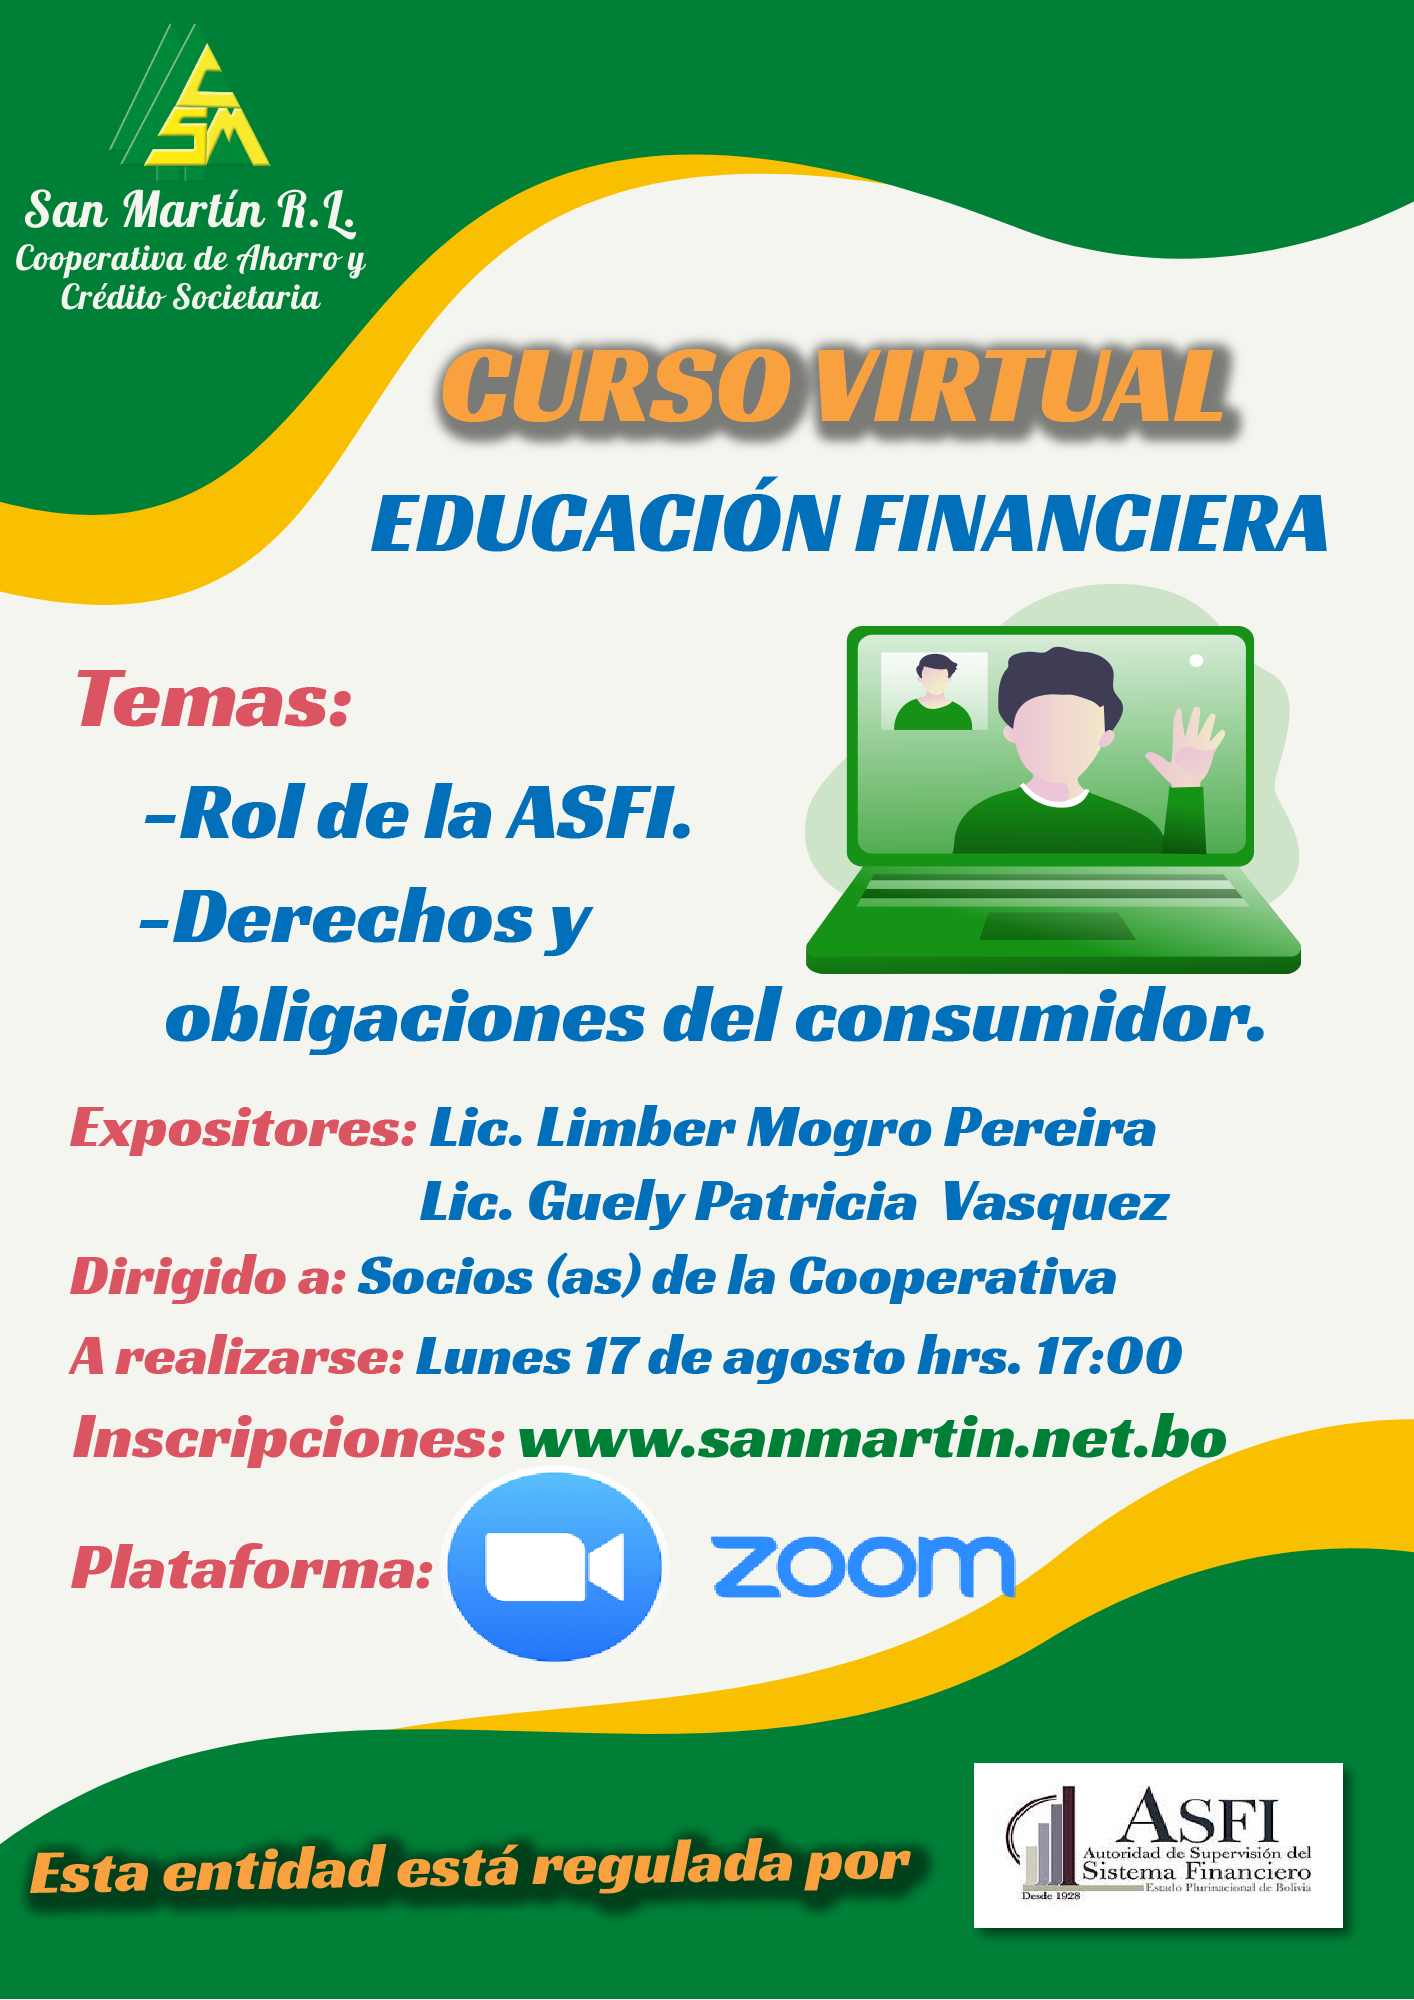 CSM
San Martín R.L.
Cooperativa de Ahorro y
Crédito Societaria
CURSO VIRTUAL
EDUCACIÓN FINANCIERA
Temas:
-Rol de la ASFI.
-Derechos y
obligaciones del consumidor.
Expositores: Lic. Limber Mogro Pereira
Lic. Guely Patricia Vasquez
Dirigido a: Socios (as) de la Cooperativa
A realizarse: Lunes 17 de agosto hrs. 17:00
Inscripciones: www.sanmartin.net.bo
Plataforma: zoom
Esta entidad está regulada por
ASFI
Autoridad de Supervisión del
Sistema Financiero
Estado Plurinacional de Bolivia
Desde 1928